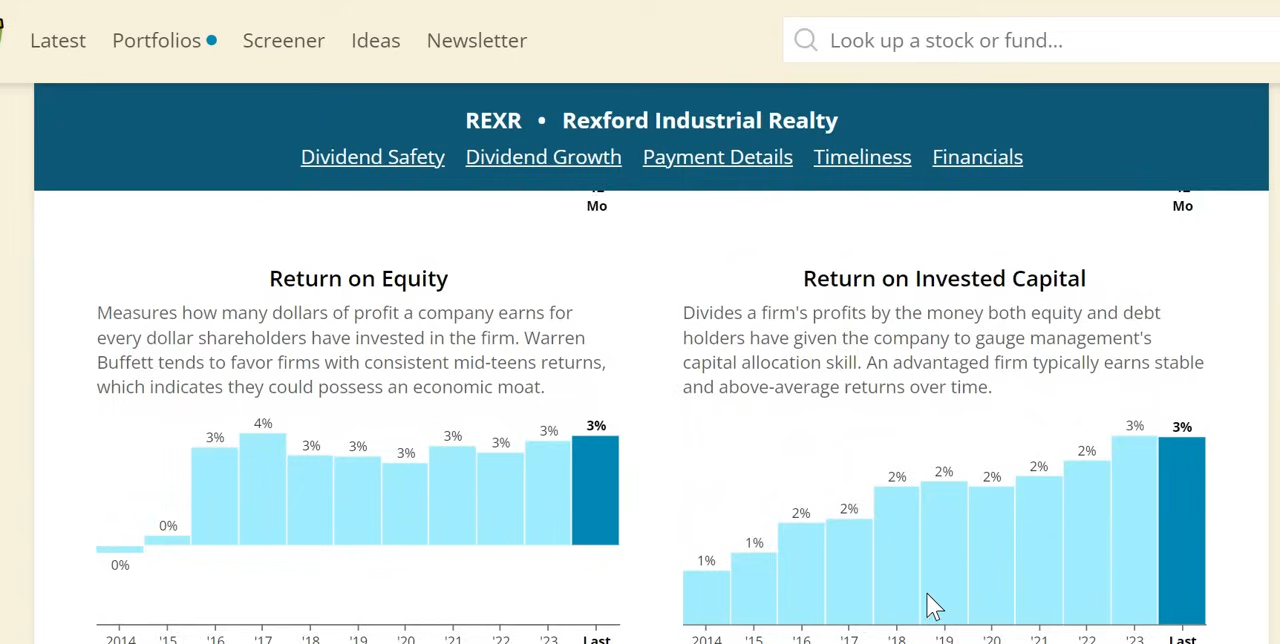 Latest Portfolios Screener Ideas Newsletter Look up a stock or fund...
REXR • Rexford Industrial Realty
Dividend Safety Dividend Growth Payment Details Timeliness Financials
Mo Mo
Return on Equity
Measures how many dollars of profit a company earns for
every dollar shareholders have invested in the firm. Warren
Buffett tends to favor firms with consistent mid-teens returns,
which indicates they could possess an economic moat.
0% 0% 3% 4% 3% 3% 3% 3% 3% 3% 3%
2014 '15 '16 '17 '18 '19 '20 '21 '22 '23 Last
Return on Invested Capital
Divides a firm's profits by the money both equity and debt
holders have given the company to gauge management's
capital allocation skill. An advantaged firm typically earns stable
and above-average returns over time.
1% 1% 2% 2% 2% 2% 2% 2% 2% 3% 3%
2014 '15 '16 '17 '18 '19 '20 '21 '22 '23 Last